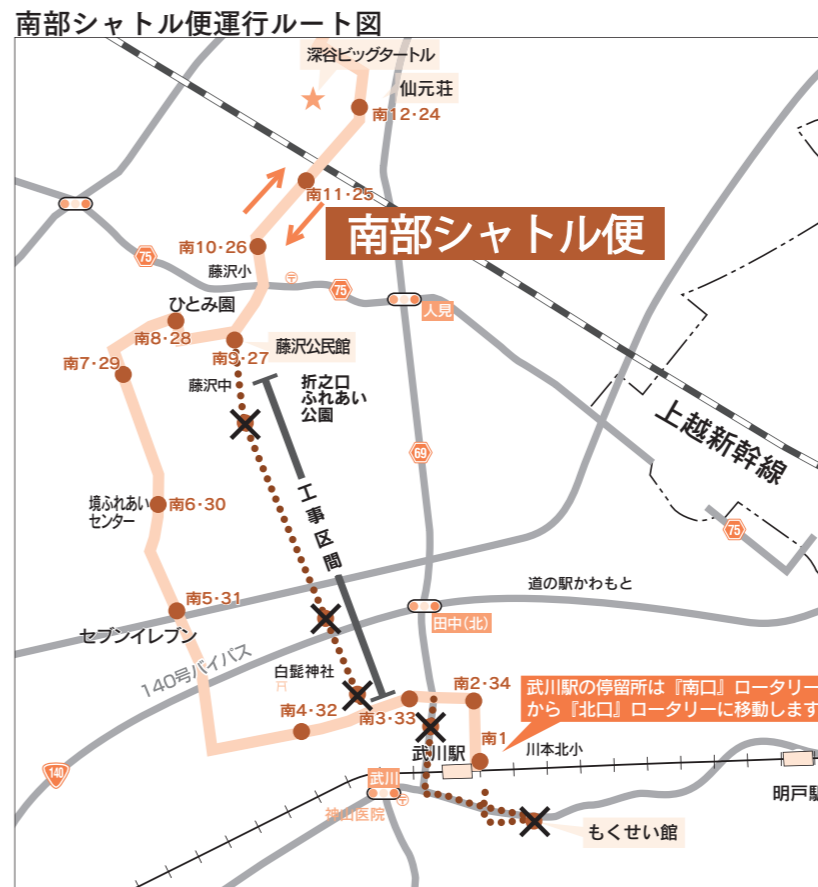 南部シャトル便運行ルート図
深谷ビッグタートル
仙元荘
南12・24
南11・25
南部シャトル便
南10・26
75
藤沢小
〒
75
人見
ひとみ園
南8・28
南9・27
藤沢公民館
南7・29
藤沢中
折之口
ふれあい
公園
上越新幹線
69
工事区間
75
境ふれあい
センター
南6・30
南5・31
道の駅かわもと
田中(北)
セブンイレブン
140号バイパス
白髭神社
南4・32
南3・33
南2・34
武川駅の停留所は『南口』ロータリー
から『北口』ロータリーに移動します
南1
武川駅
川本北小
140
武川
〒
神山医院
明戸駅
もくせい館